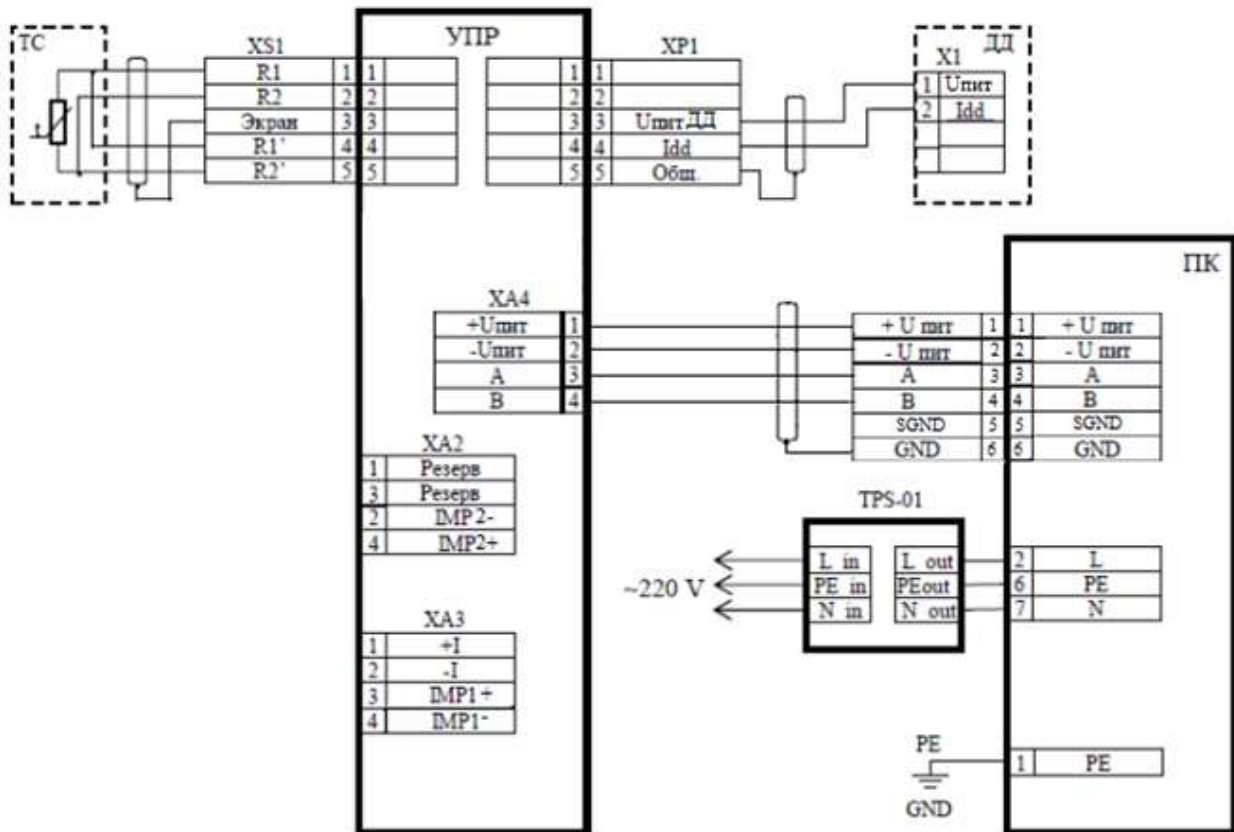 ТС
XS1
R1 1 1
R2 2 2
Экран 3 3
R1' 4 4
R2' 5 5
t
УПР
XP1
1 1
2 2
3 3 Uпит ДД
4 4 Idd
5 5 Общ.
ДД
X1
1 Uпит
2 Idd
ПК
XA4
+Uпит 1
-Uпит 2
A 3
B 4
+ U пит 1 1 + U пит
- U пит 2 2 - U пит
A 3 3 A
B 4 4 B
SGND 5 5 SGND
GND 6 6 GND
XA2
1 Резерв
3 Резерв
2 IMP2-
4 IMP2+
TPS-01
~220 V
L in L out 2 L
PE in PEout 6 PE
N in N out 7 N
XA3
1 +I
2 -I
3 IMP1+
4 IMP1-
PE
1 PE
GND